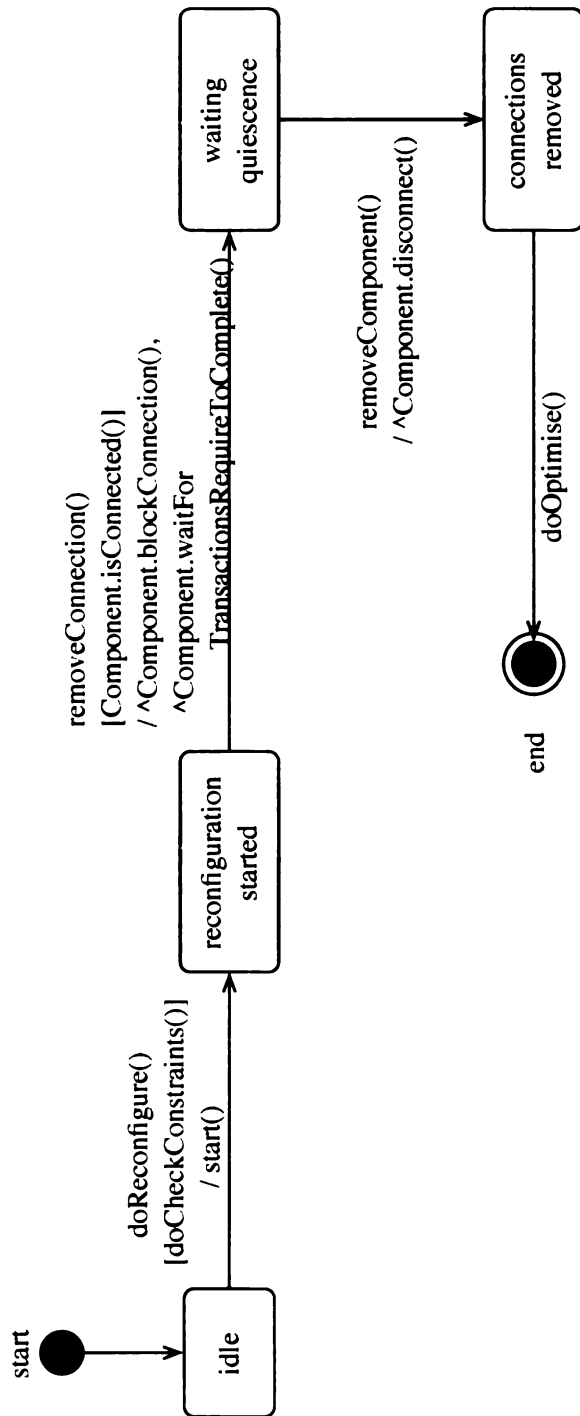 start
idle
doReconfigure()
[doCheckConstraints()]
/ start()
reconfiguration
started
removeConnection()
[Component.isConnected()]
/ ^Component.blockConnection(),
^Component.waitFor
TransactionsRequireToComplete()
waiting
quiescence
removeComponent()
/ ^Component.disconnect()
connections
removed
doOptimise()
end